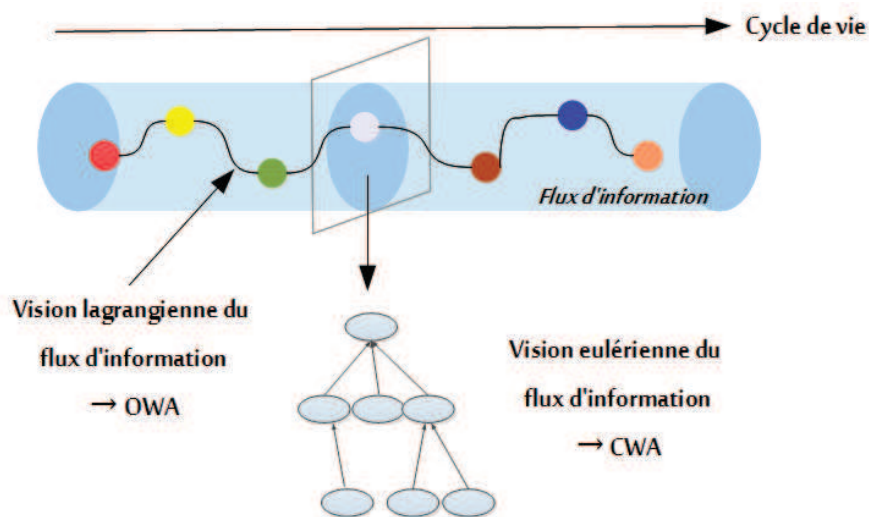 Cycle de vie
Flux d'information
Vision lagrangienne du
flux d'information
→ OWA
Vision eulérienne du
flux d'information
→ CWA